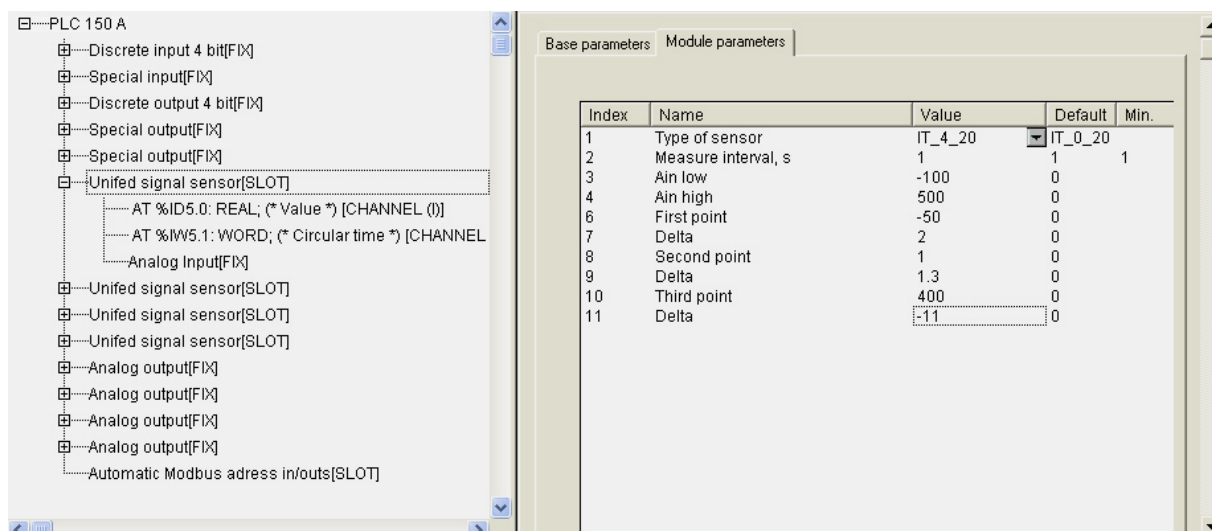 PLC 150 A
Discrete input 4 bit[FIX]
Special input[FIX]
Discrete output 4 bit[FIX]
Special output[FIX]
Special output[FIX]
Unifed signal sensor[SLOT]
AT %ID5.0: REAL; (* Value *) [CHANNEL (I)]
AT %IW5.1: WORD; (* Circular time *) [CHANNEL
Analog Input[FIX]
Unifed signal sensor[SLOT]
Unifed signal sensor[SLOT]
Unifed signal sensor[SLOT]
Analog output[FIX]
Analog output[FIX]
Analog output[FIX]
Analog output[FIX]
Automatic Modbus adress in/outs[SLOT]
Base parameters Module parameters
Index Name Value Default Min.
1 Type of sensor IT_4_20 IT_0_20
2 Measure interval, s 1 1 1
3 Ain low -100 0
4 Ain high 500 0
6 First point -50 0
7 Delta 2 0
8 Second point 1 0
9 Delta 1.3 0
10 Third point 400 0
11 Delta -11 0